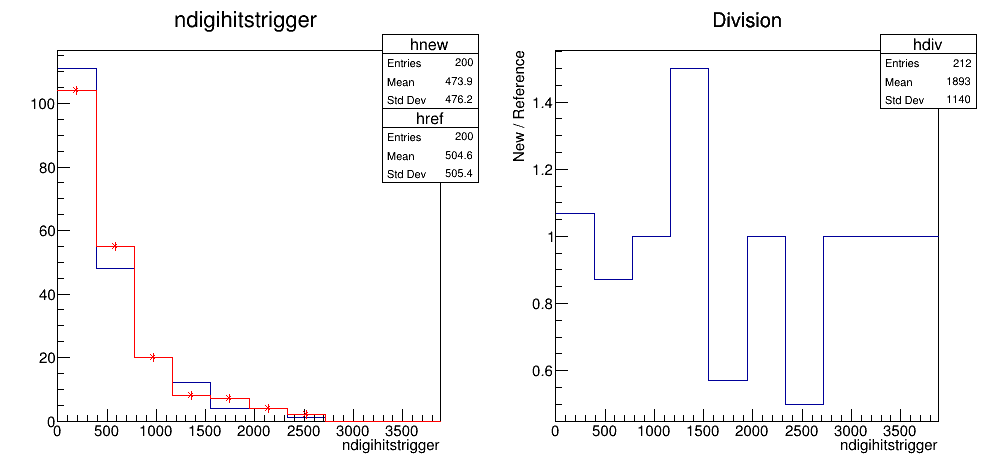 ndigihitstrigger
hnew
Entries 200
Mean 473.9
Std Dev 476.2
href
Entries 200
Mean 504.6
Std Dev 505.4
100
80
60
40
20
0
0 500 1000 1500 2000 2500 3000 3500
ndigihitstrigger
Division
hdiv
Entries 212
Mean 1893
Std Dev 1140
New / Reference
1.4
1.2
1
0.8
0.6
0 500 1000 1500 2000 2500 3000 3500
ndigihitstrigger